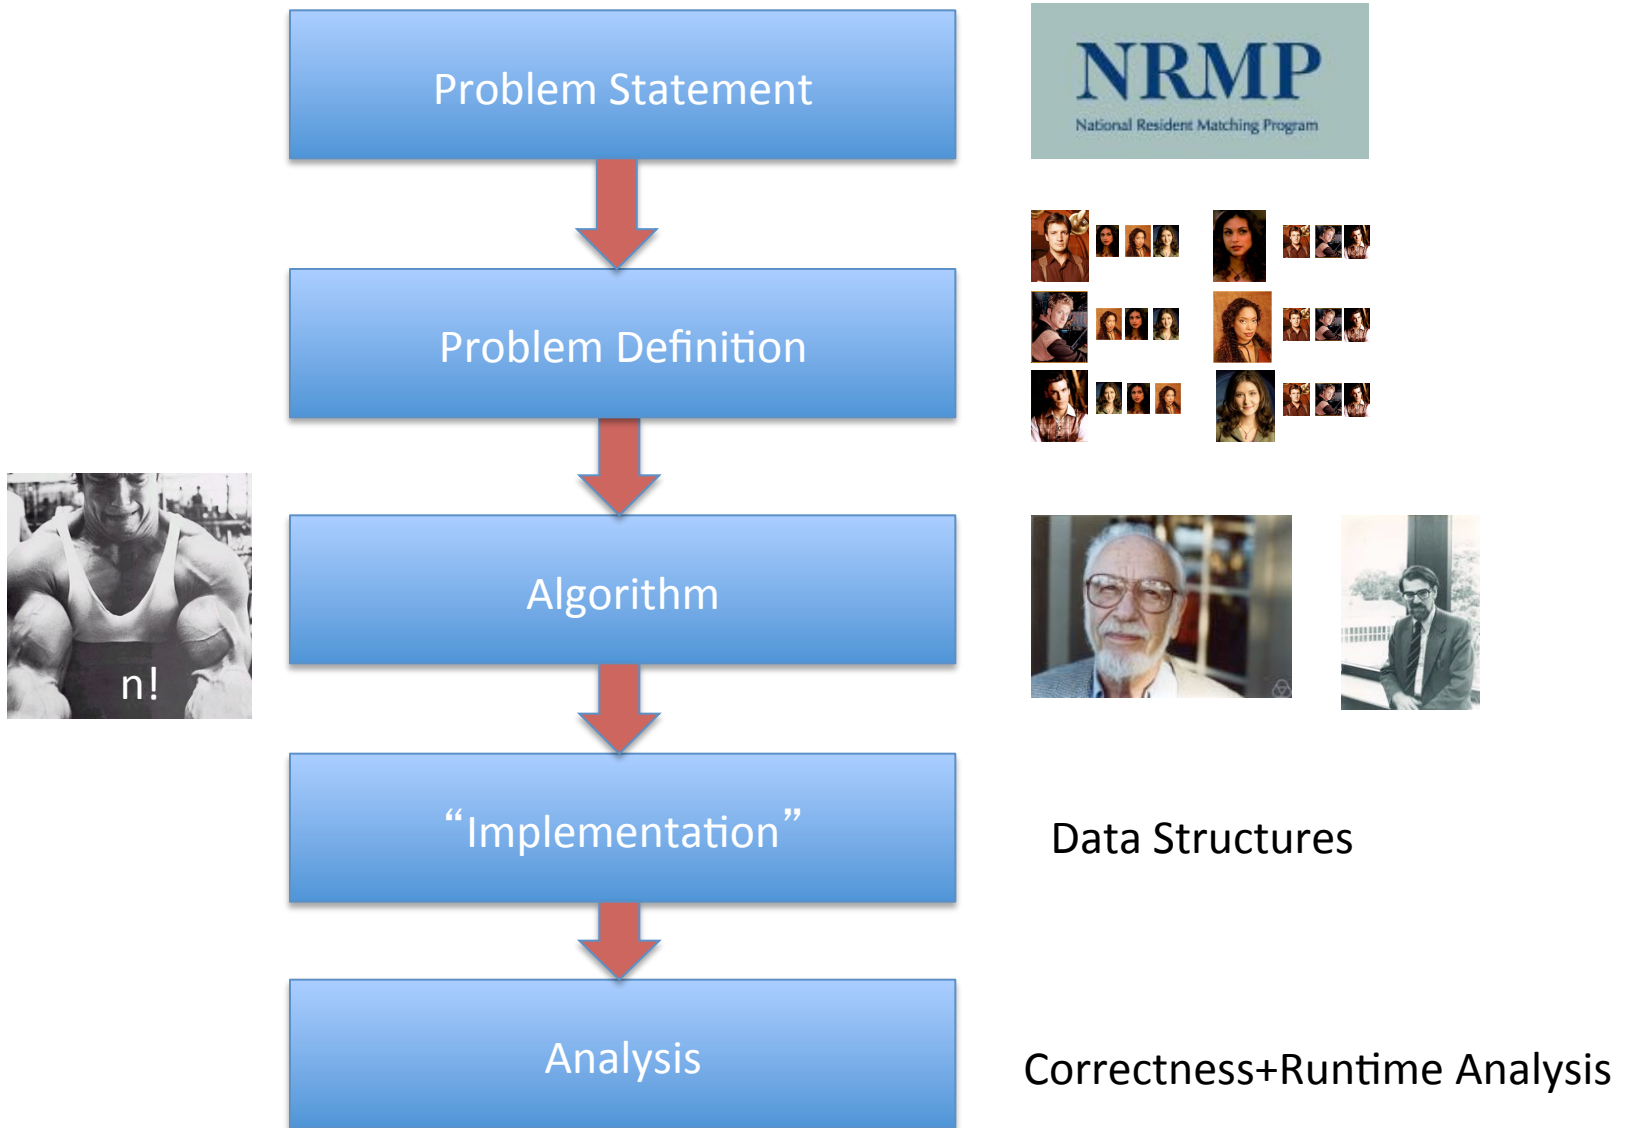 Problem Statement
NRMP
National Resident Matching Program
Problem Definition
Algorithm
n!
“Implementation”
Data Structures
Analysis
Correctness+Runtime Analysis